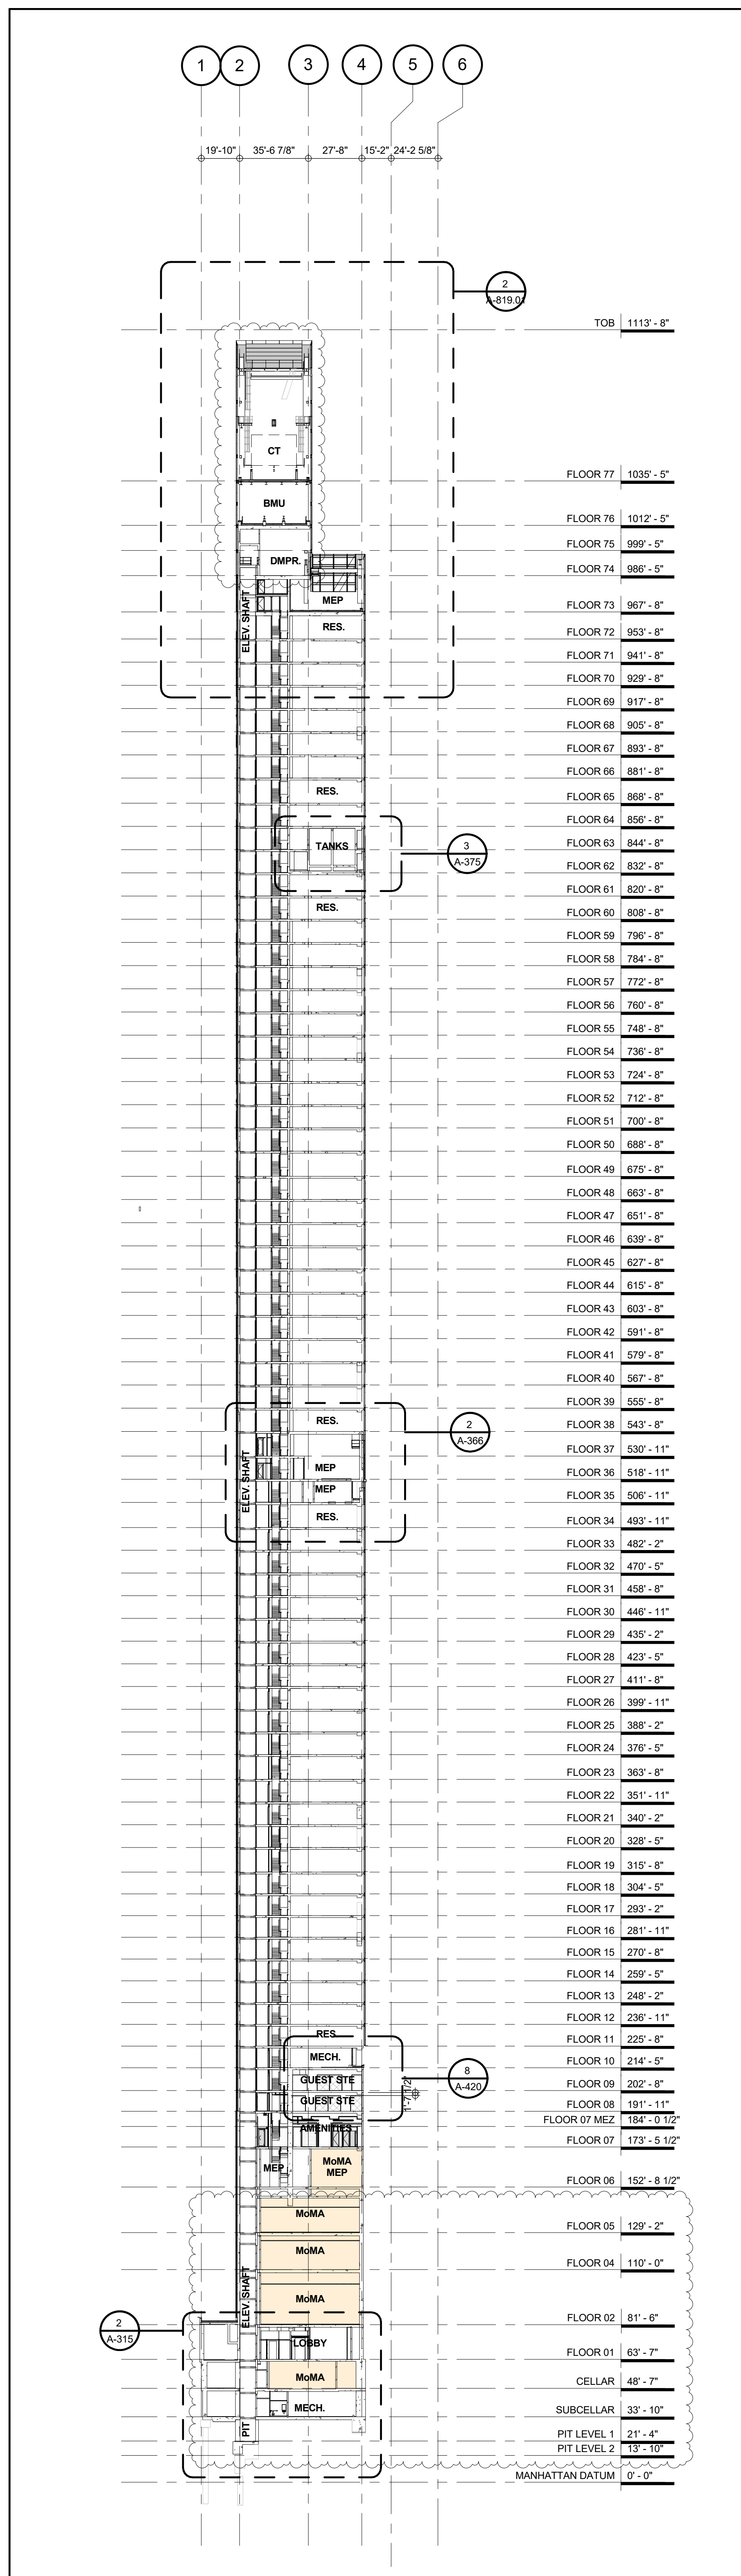 1 2 3 4 5 6
19'-10" 35'-6 7/8" 27'-8" 15'-2" 24'-2 5/8"
2
A-819.01
TOB 1113' - 8"
CT
FLOOR 77 1035' - 5"
BMU
FLOOR 76 1012' - 5"
FLOOR 75 999' - 5"
DMPR.
FLOOR 74 986' - 5"
MEP
FLOOR 73 967' - 8"
ELEV. SHAFT
RES.
FLOOR 72 953' - 8"
FLOOR 71 941' - 8"
FLOOR 70 929' - 8"
FLOOR 69 917' - 8"
FLOOR 68 905' - 8"
FLOOR 67 893' - 8"
FLOOR 66 881' - 8"
RES.
FLOOR 65 868' - 8"
FLOOR 64 856' - 8"
FLOOR 63 844' - 8"
TANKS
3
A-375
FLOOR 62 832' - 8"
FLOOR 61 820' - 8"
RES.
FLOOR 60 808' - 8"
FLOOR 59 796' - 8"
FLOOR 58 784' - 8"
FLOOR 57 772' - 8"
FLOOR 56 760' - 8"
FLOOR 55 748' - 8"
FLOOR 54 736' - 8"
FLOOR 53 724' - 8"
FLOOR 52 712' - 8"
FLOOR 51 700' - 8"
FLOOR 50 688' - 8"
FLOOR 49 675' - 8"
FLOOR 48 663' - 8"
FLOOR 47 651' - 8"
FLOOR 46 639' - 8"
FLOOR 45 627' - 8"
FLOOR 44 615' - 8"
FLOOR 43 603' - 8"
FLOOR 42 591' - 8"
FLOOR 41 579' - 8"
FLOOR 40 567' - 8"
FLOOR 39 555' - 8"
RES.
FLOOR 38 543' - 8"
2
A-366
FLOOR 37 530' - 11"
MEP
FLOOR 36 518' - 11"
ELEV. SHAFT
MEP
FLOOR 35 506' - 11"
RES.
FLOOR 34 493' - 11"
FLOOR 33 482' - 2"
FLOOR 32 470' - 5"
FLOOR 31 458' - 8"
FLOOR 30 446' - 11"
FLOOR 29 435' - 2"
FLOOR 28 423' - 5"
FLOOR 27 411' - 8"
FLOOR 26 399' - 11"
FLOOR 25 388' - 2"
FLOOR 24 376' - 5"
FLOOR 23 363' - 8"
FLOOR 22 351' - 11"
FLOOR 21 340' - 2"
FLOOR 20 328' - 5"
FLOOR 19 315' - 8"
FLOOR 18 304' - 5"
FLOOR 17 293' - 2"
FLOOR 16 281' - 11"
FLOOR 15 270' - 8"
FLOOR 14 259' - 5"
FLOOR 13 248' - 2"
FLOOR 12 236' - 11"
RES.
FLOOR 11 225' - 8"
MECH.
FLOOR 10 214' - 5"
8
A-420
GUEST STE
FLOOR 09 202' - 8"
1'-7 1/2"
GUEST STE
FLOOR 08 191' - 11"
FLOOR 07 MEZ 184' - 0 1/2"
AMENITIES
FLOOR 07 173' - 5 1/2"
MoMA
MEP
MEP
FLOOR 06 152' - 8 1/2"
MoMA
FLOOR 05 129' - 2"
MoMA
FLOOR 04 110' - 0"
ELEV. SHAFT
MoMA
FLOOR 02 81' - 6"
2
A-315
LOBBY
FLOOR 01 63' - 7"
MoMA
CELLAR 48' - 7"
MECH.
SUBCELLAR 33' - 10"
PIT
PIT LEVEL 1 21' - 4"
PIT LEVEL 2 13' - 10"
MANHATTAN DATUM 0' - 0"